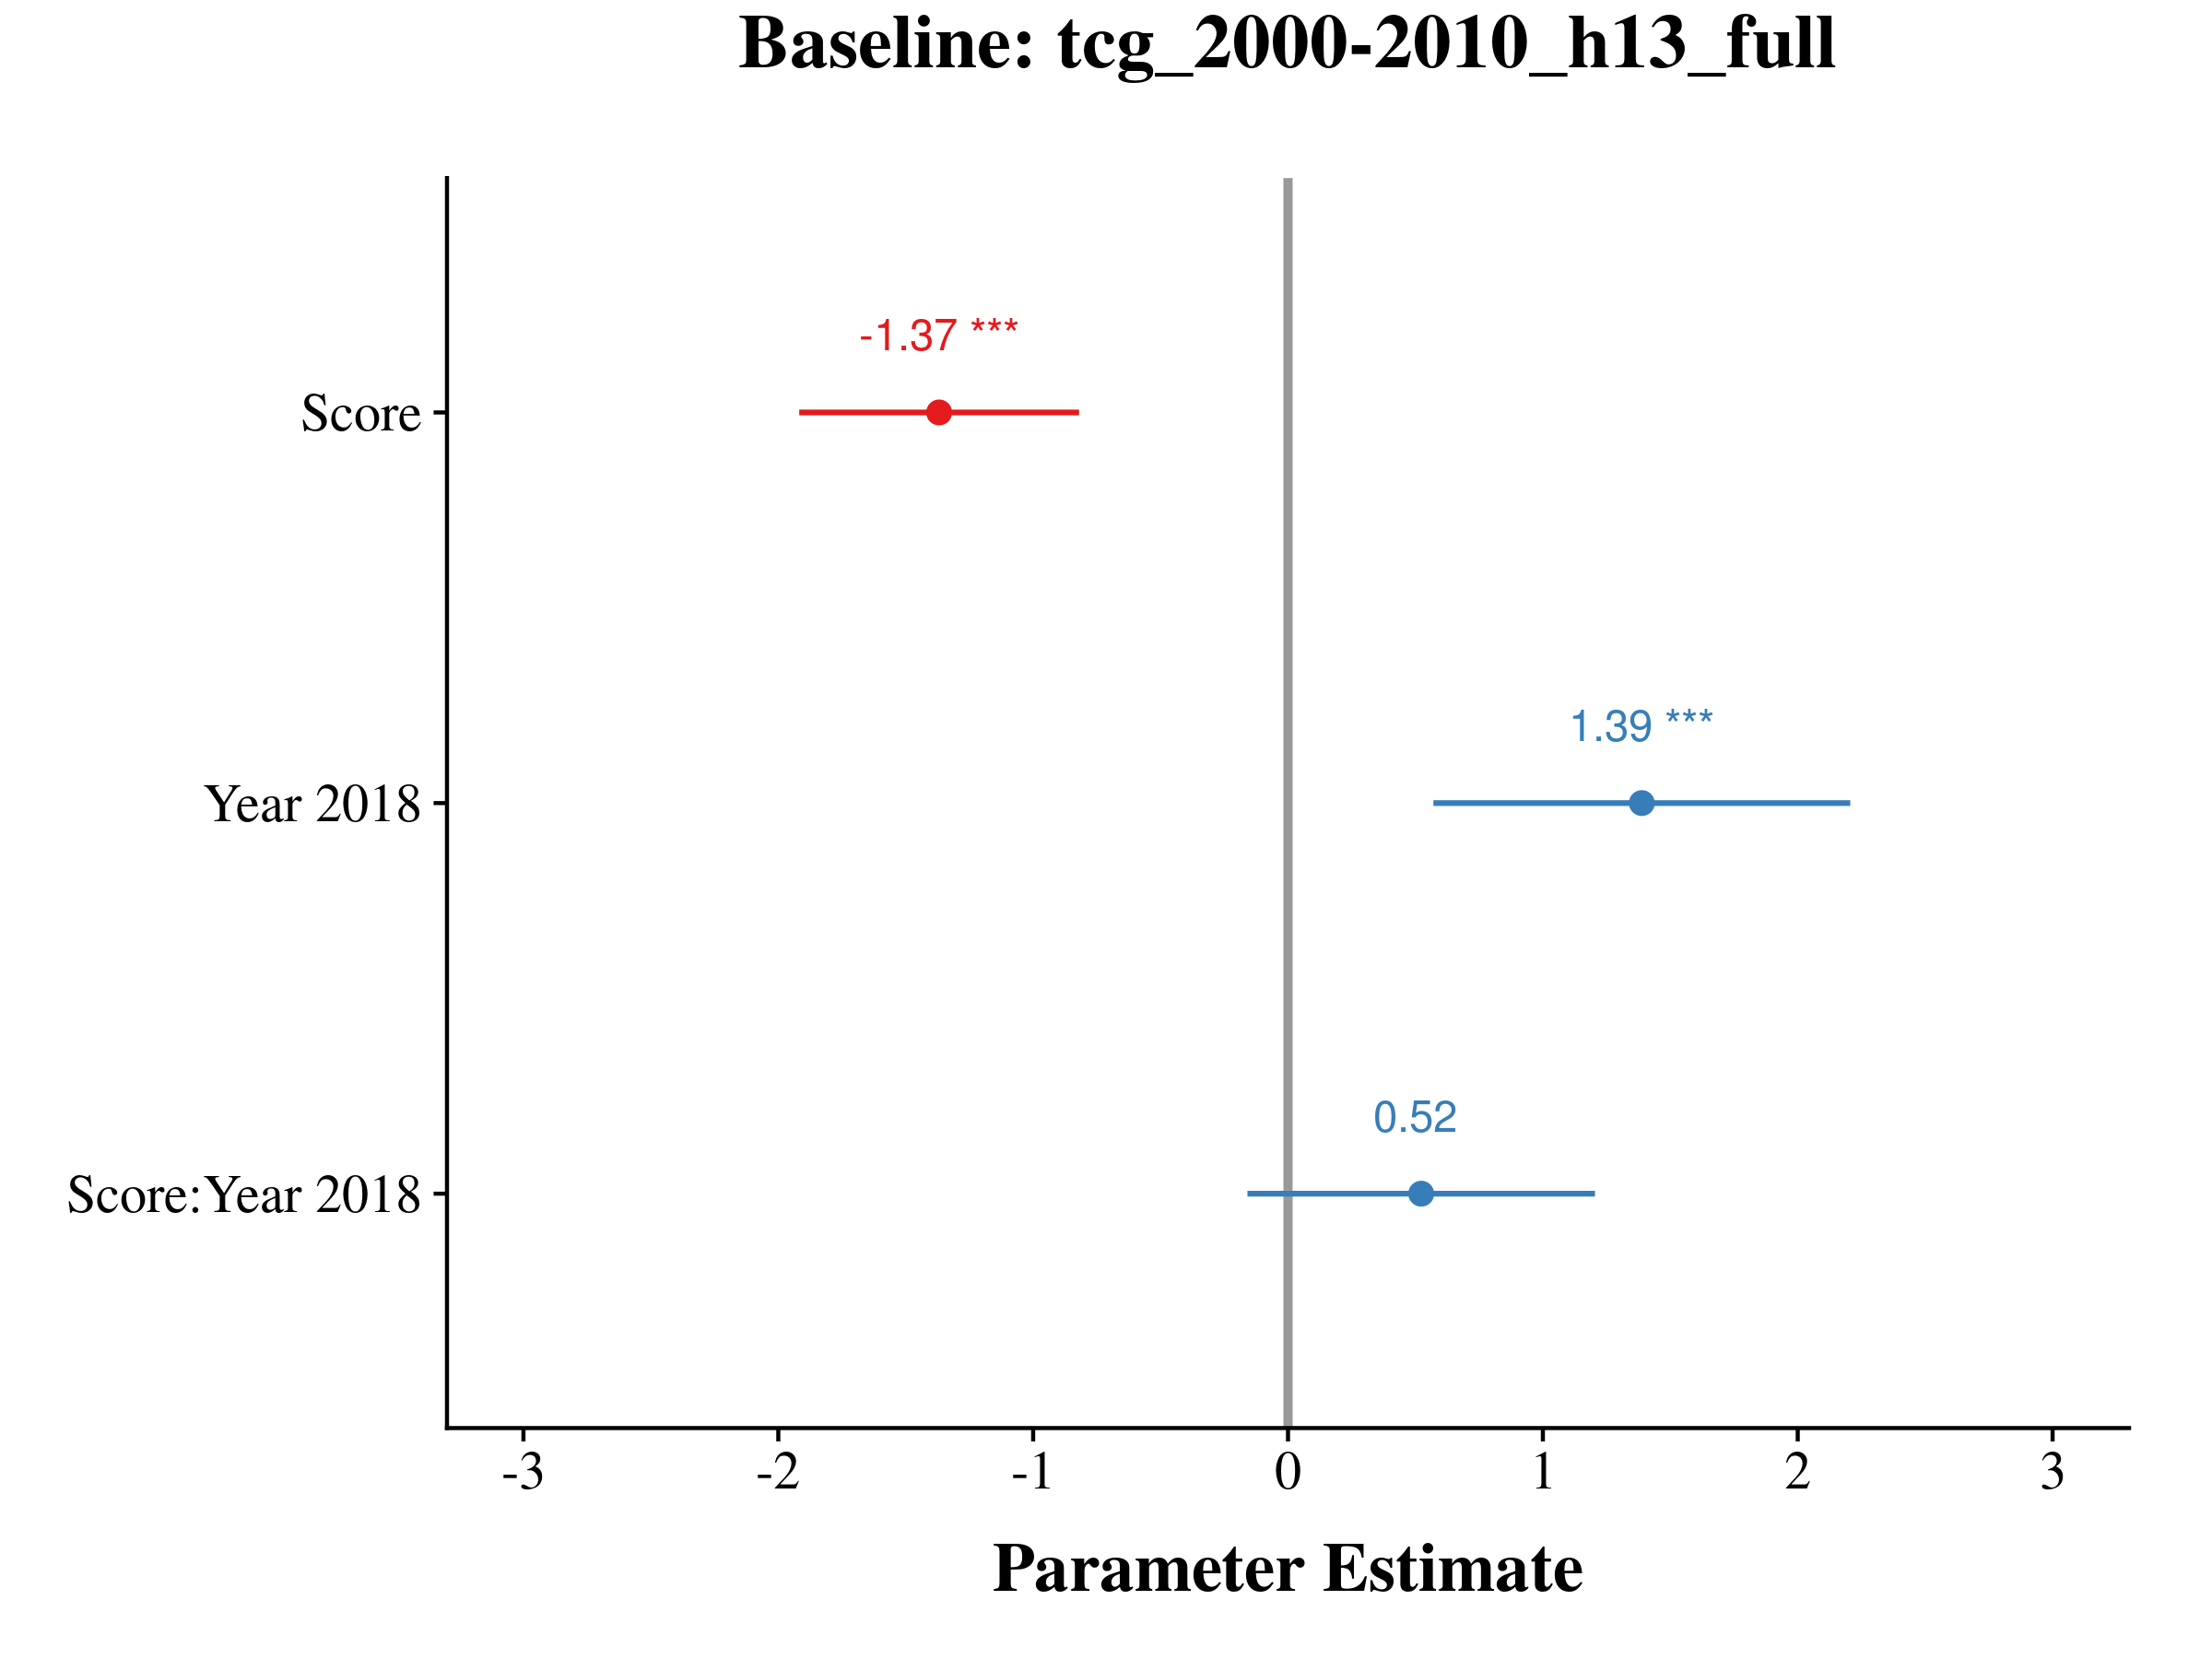 Baseline: tcg_2000-2010_h13_full
-1.37 ***
Score
1.39 ***
Year 2018
0.52
Score:Year 2018
-3 -2 -1 0 1 2 3
Parameter Estimate